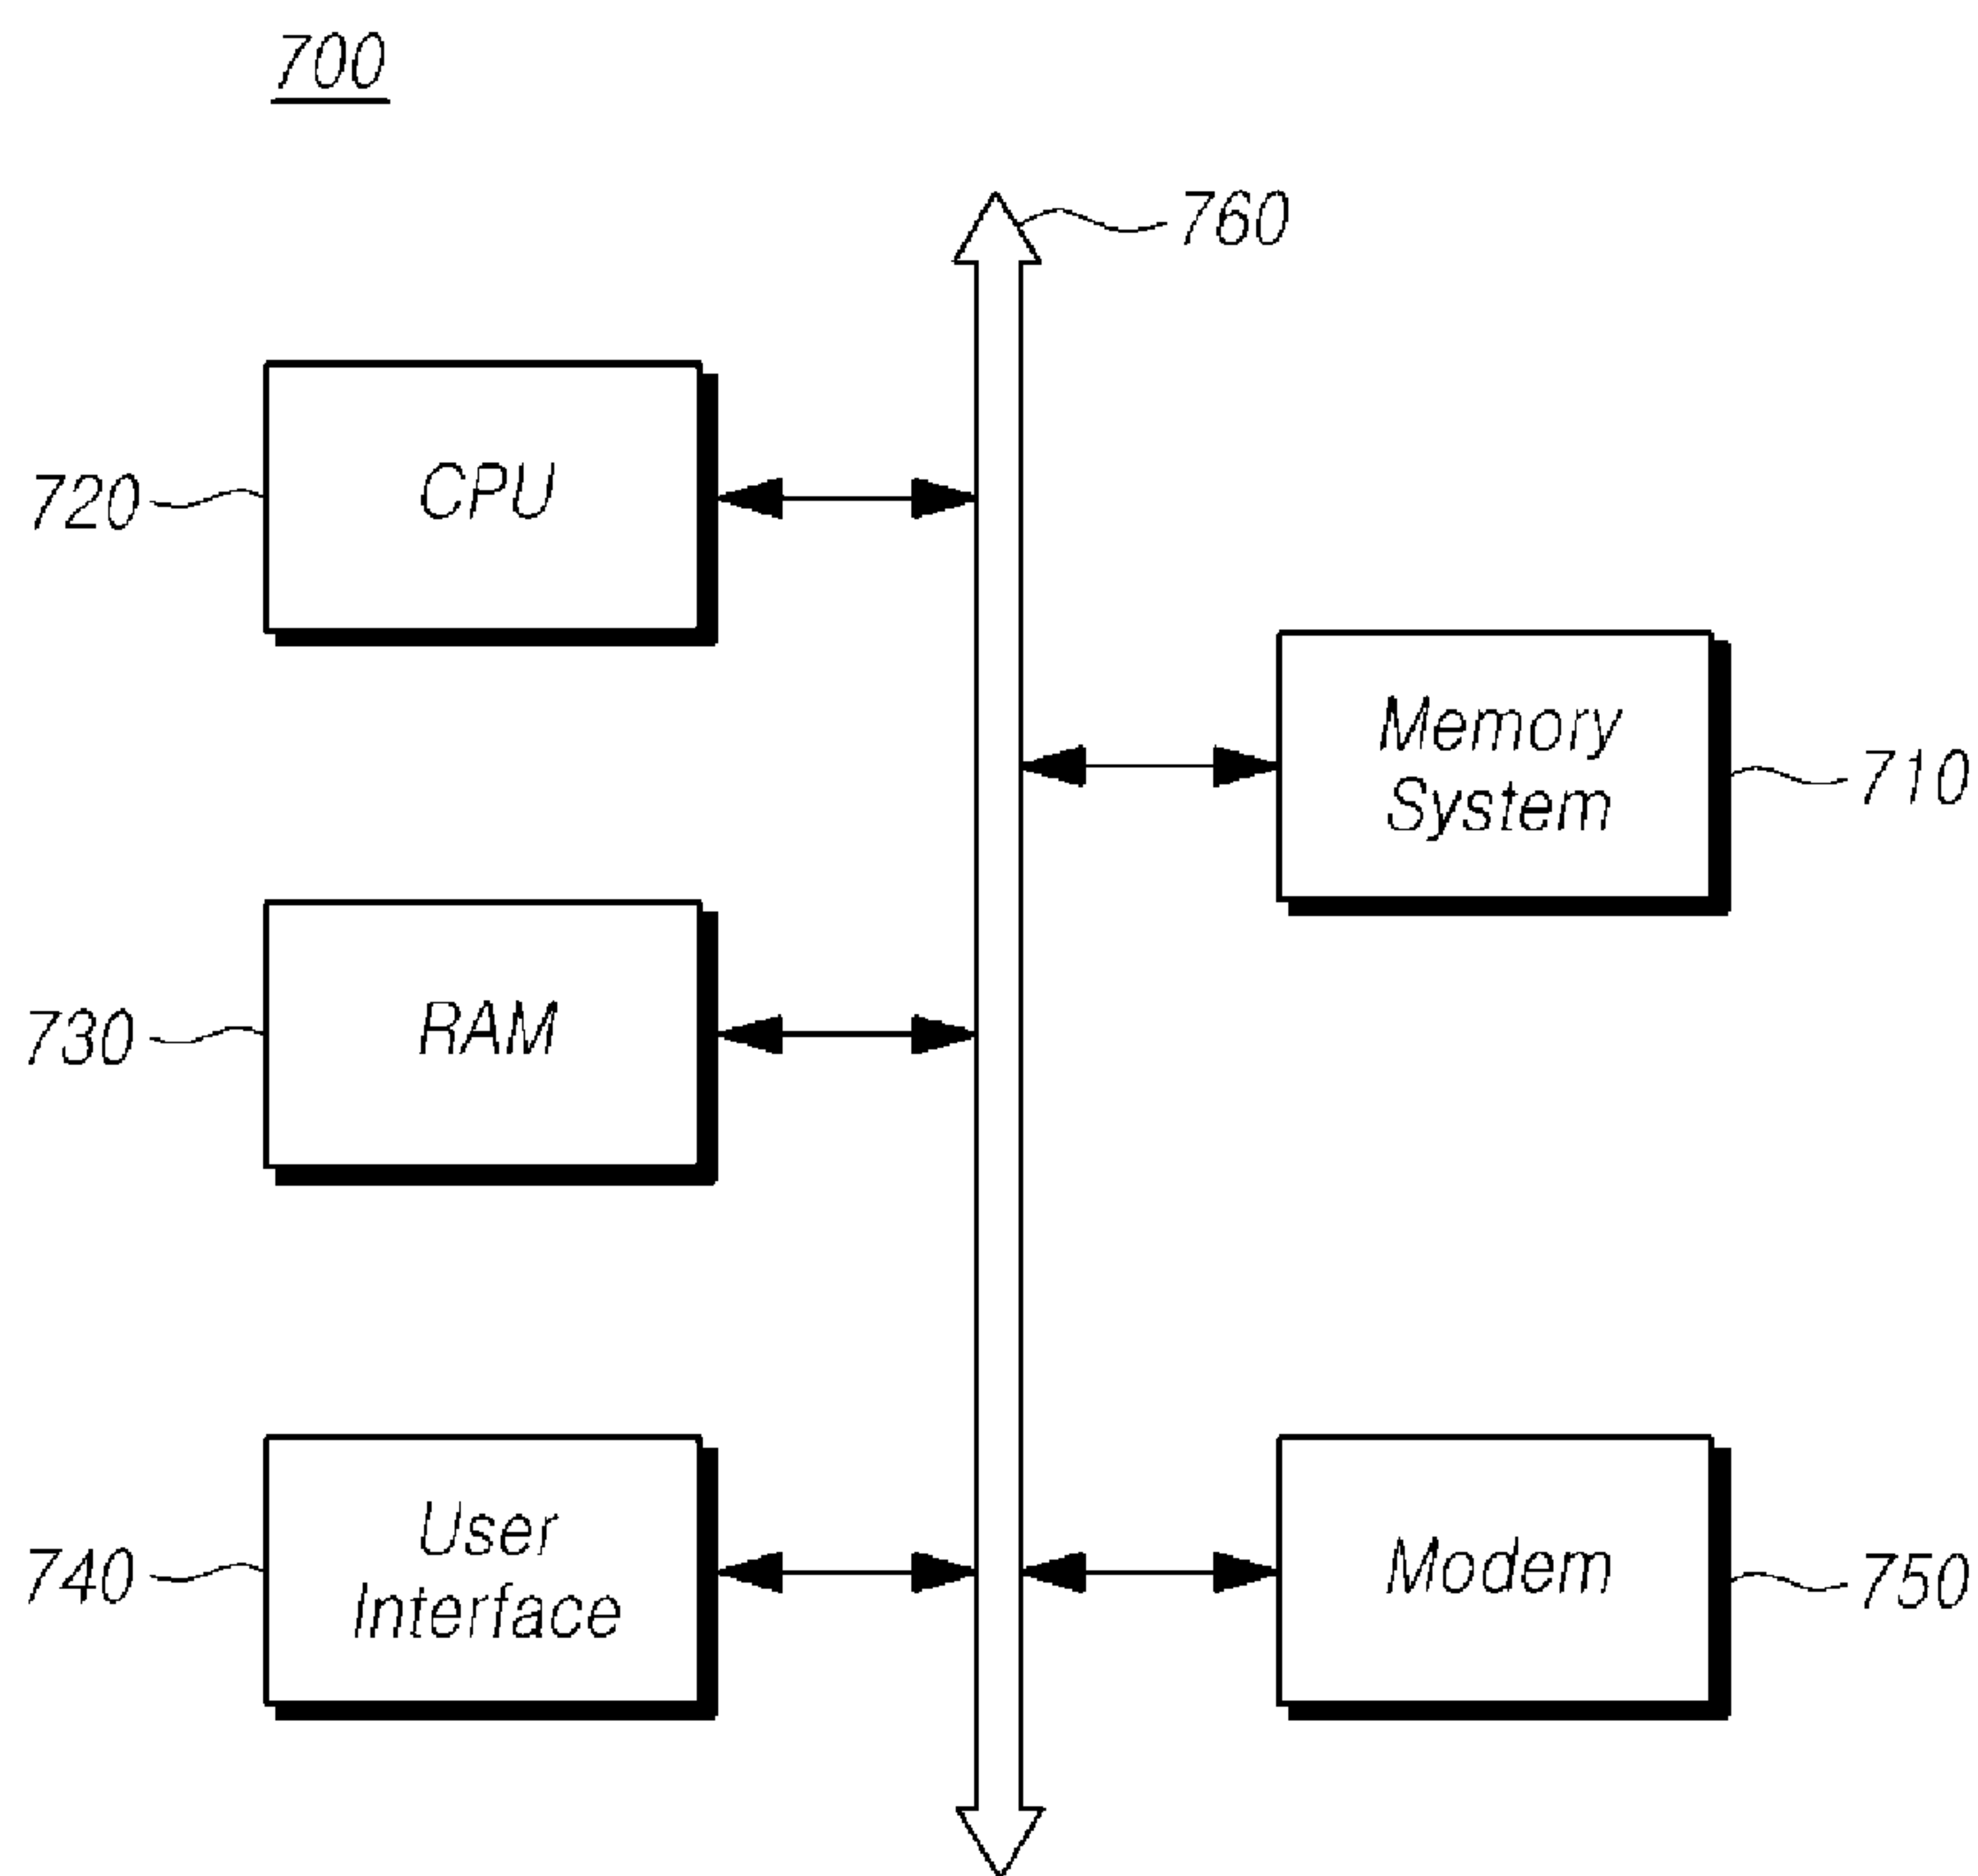 700
760
CPU
720
Memory
System
710
RAM
730
User
Interface
740
Modem
750